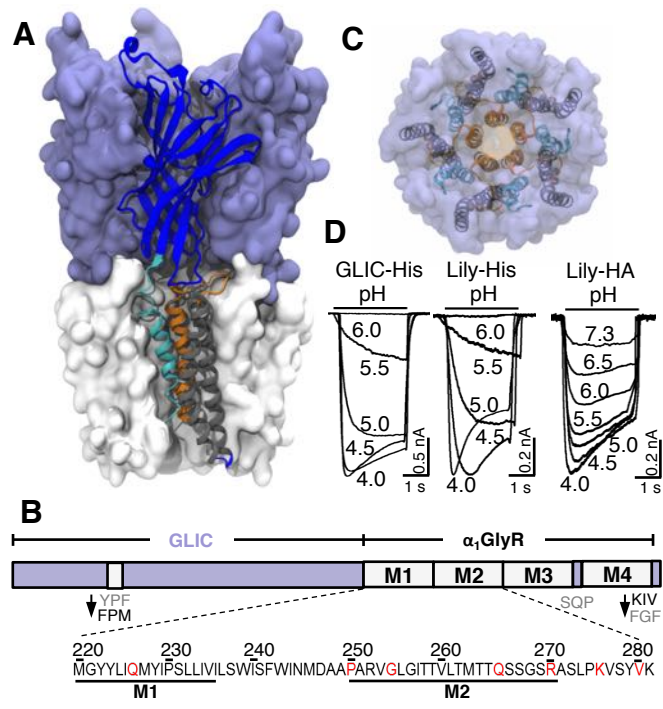 A
C
D
GLIC-His
pH
6.0
5.5
5.0
4.5
4.0
0.5 nA
1 s
Lily-His
pH
6.0
5.5
5.0
4.5
4.0
0.2 nA
1 s
Lily-HA
pH
7.3
6.5
6.0
5.5
5.0
4.5
4.0
0.2 nA
1 s
B
GLIC
α₁GlyR
M1 M2 M3 M4
YPF
FPM
SQP
KIV
FGF
220 230 240 250 260 270 280
MGYYLIQMYIPSLLIVILSWISFWINMDAAPARVGLGITTVLTMTTQSSGSRASLPKVSYVK
M1 M2